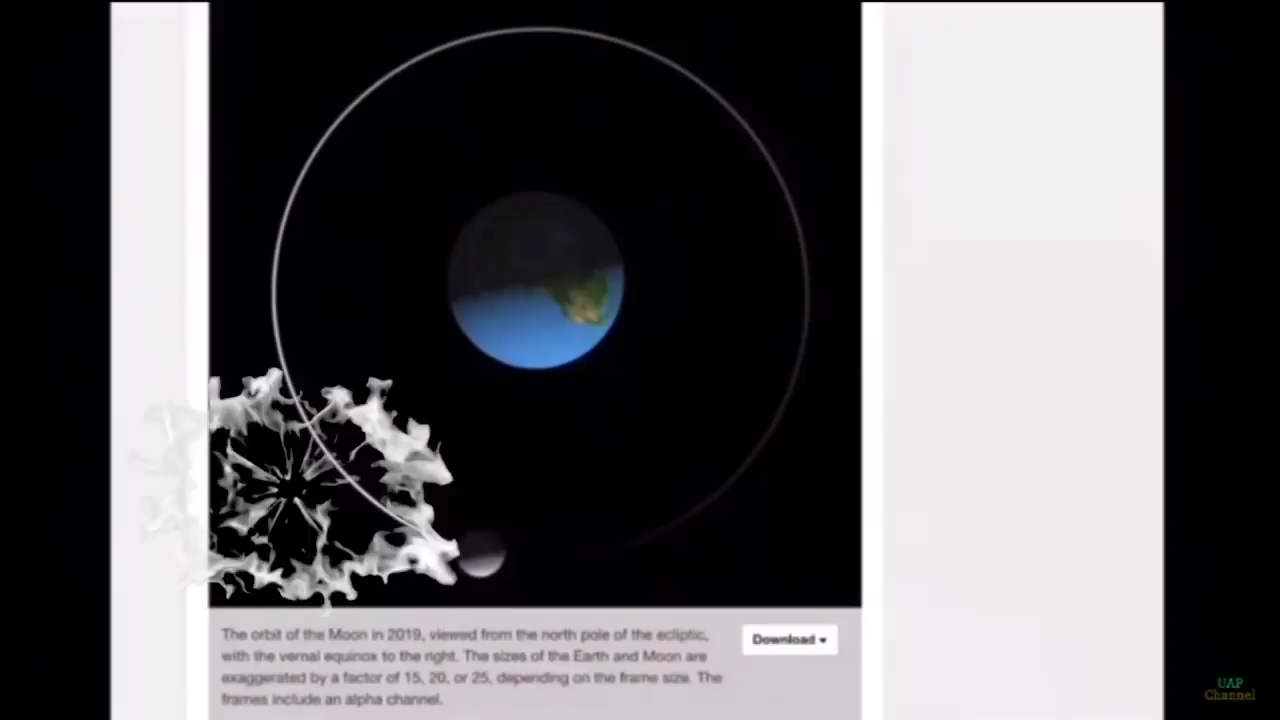 The orbit of the Moon in 2019, viewed from the north pole of the ecliptic,
with the vernal equinox to the right. The sizes of the Earth and Moon are
exaggerated by a factor of 15, 20, or 25, depending on the frame size. The
frames include an alpha channel.
Download
UAP
Channel